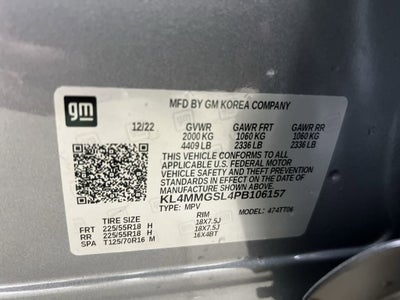 gm
MFD BY GM KOREA COMPANY
12/22 GVWR GAWR FRT GAWR RR
2000 KG 1060 KG 1060 KG
4409 LB 2336 LB 2336 LB
THIS VEHICLE CONFORMS TO ALL
APPLICABLE U.S. FEDERAL MOTOR
VEHICLE SAFETY AND THEFT PREVENTION
STANDARDS IN EFFECT ON THE DATE OF
MANUFACTURE SHOWN ABOVE.
KL4MMGSL4PB106157
TYPE: MPV MODEL: 4TT06
TIRE SIZE RIM
FRT 225/55R18 H 18X7.5J
RR 225/55R18 H 18X7.5J
SPA T125/70R16 M 16X4BT